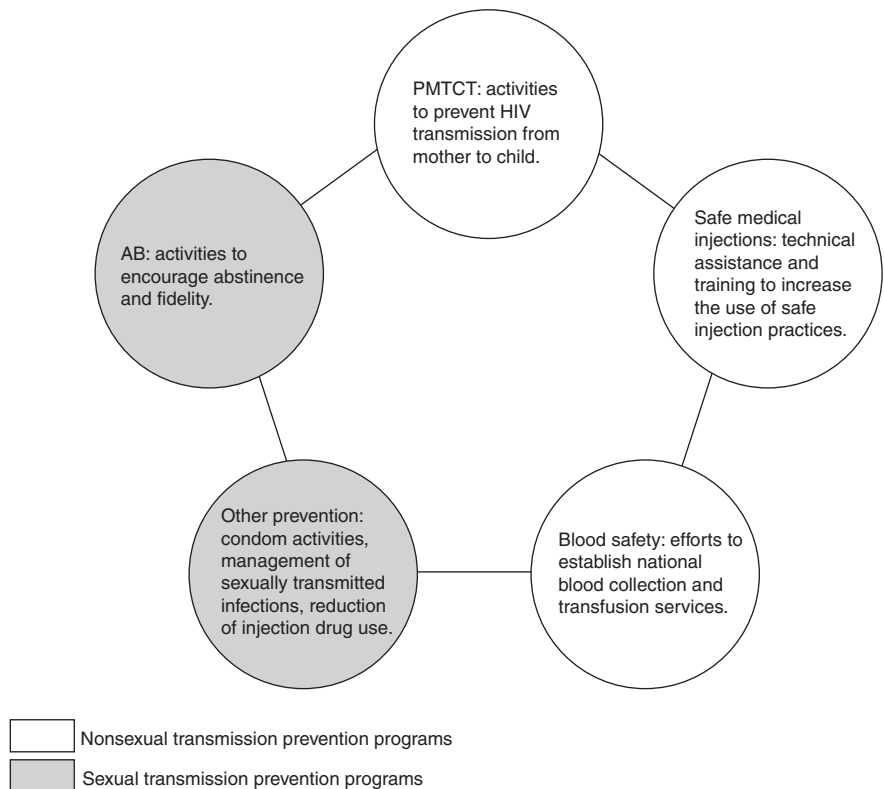 PMTCT: activities
to prevent HIV
transmission from
mother to child.
Safe medical
injections: technical
assistance and
training to increase
the use of safe
injection practices.
AB: activities to
encourage abstinence
and fidelity.
Other prevention:
condom activities,
management of
sexually transmitted
infections, reduction
of injection drug use.
Blood safety: efforts to
establish national
blood collection and
transfusion services.
Nonsexual transmission prevention programs
Sexual transmission prevention programs